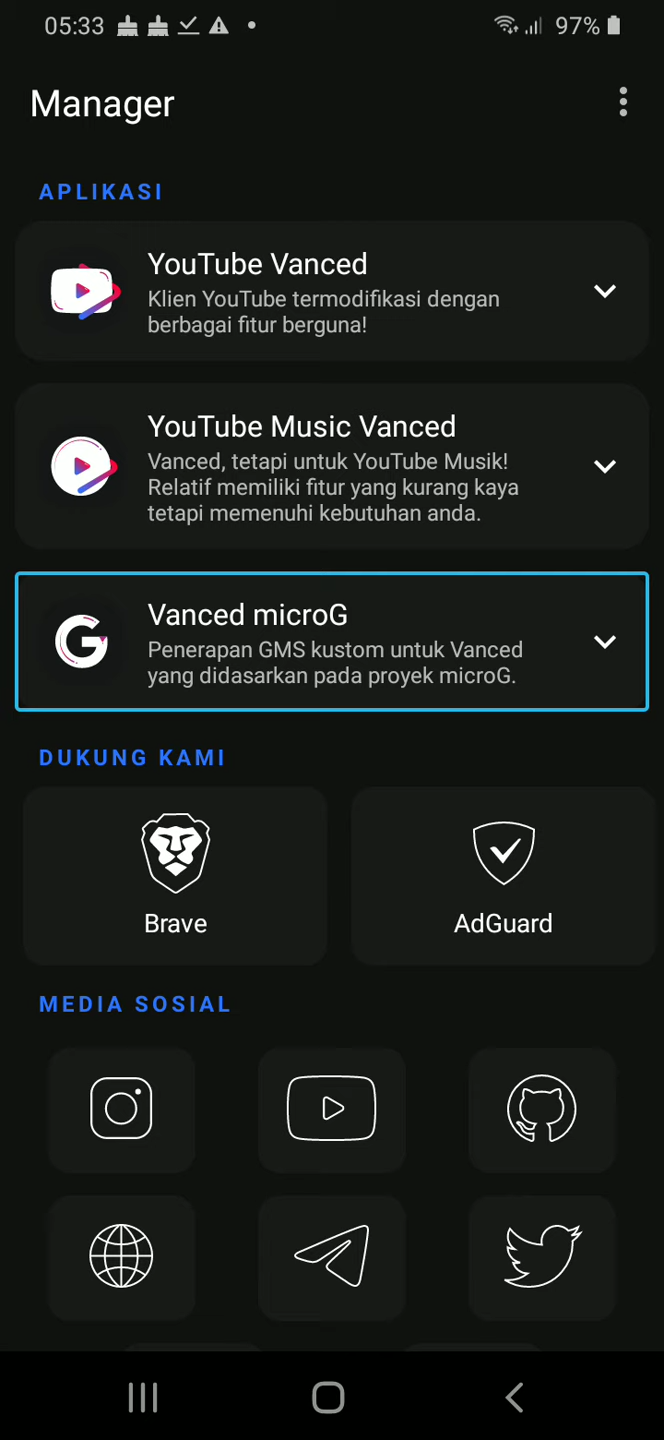 05:33
97%
Manager
APLIKASI
YouTube Vanced
Klien YouTube termodifikasi dengan
berbagai fitur berguna!
YouTube Music Vanced
Vanced, tetapi untuk YouTube Musik!
Relatif memiliki fitur yang kurang kaya
tetapi memenuhi kebutuhan anda.
Vanced microG
Penerapan GMS kustom untuk Vanced
yang didasarkan pada proyek microG.
DUKUNG KAMI
Brave
AdGuard
MEDIA SOSIAL